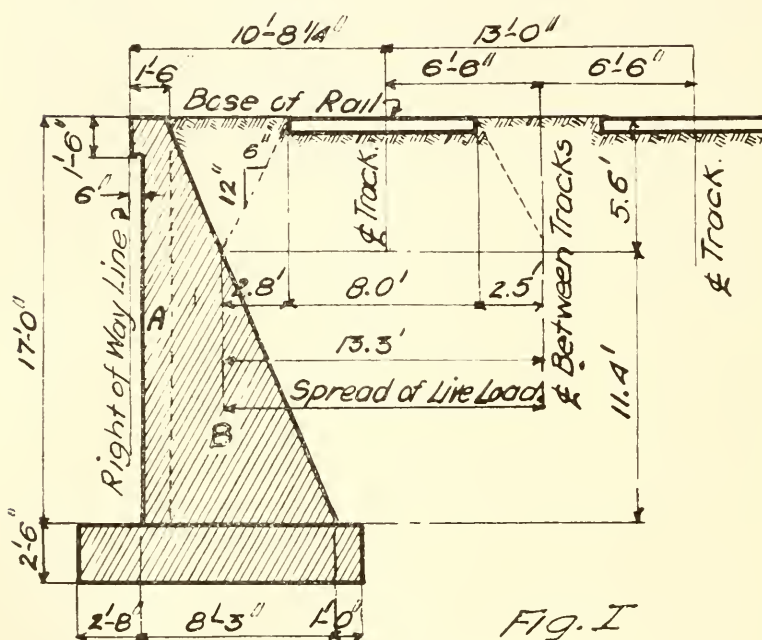 10'-8 1/4"
13'-0"
1'-6"
6'-6"
6'-6"
Base of Rail
1'-6"
6"
12"
6"
17'-0"
Right of Way Line
A
B
℄ Track.
℄ Between Tracks
℄ Track.
5.6'
2.8'
8.0'
2.5'
13.3'
Spread of Live Load
11.4'
2'-6"
2'-8"
8'-3"
1'-0"
Fig. I